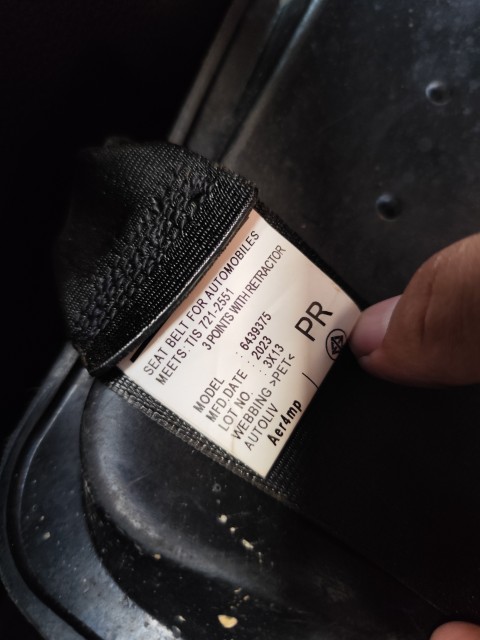 SEAT BELT FOR AUTOMOBILES
MEETS: TIS 721-2551
3 POINTS WITH RETRACTOR
MODEL : 6439375
MFD.DATE : 2023
LOT NO. : 3X13
WEBBING >PET<
AUTOLIV
Aer4mp
PR